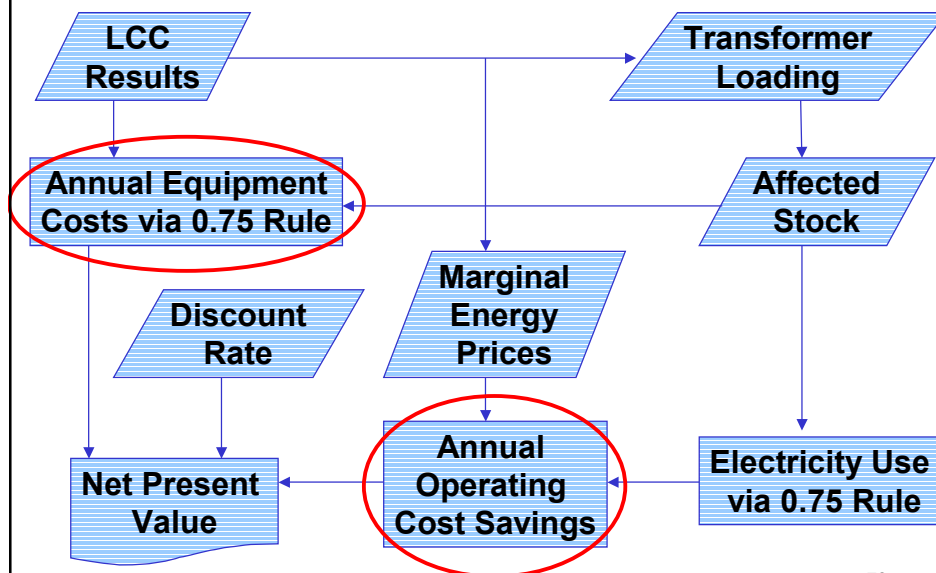 LCC
Results
Transformer
Loading
Annual Equipment
Costs via 0.75 Rule
Affected
Stock
Marginal
Energy
Prices
Discount
Rate
Annual
Operating
Cost Savings
Electricity Use
via 0.75 Rule
Net Present
Value